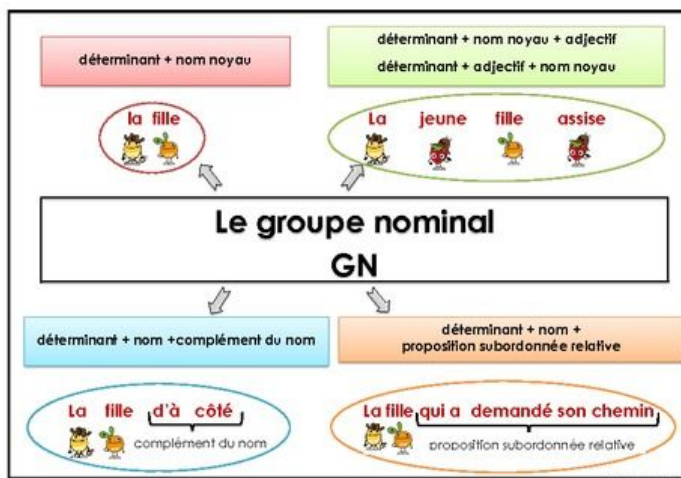 déterminant + nom noyau
la fille
déterminant + nom noyau + adjectif
déterminant + adjectif + nom noyau
La jeune fille assise
Le groupe nominal
GN
déterminant + nom +complément du nom
La fille d'à côté
complément du nom
déterminant + nom +
proposition subordonnée relative
La fille qui a demandé son chemin
proposition subordonnée relative